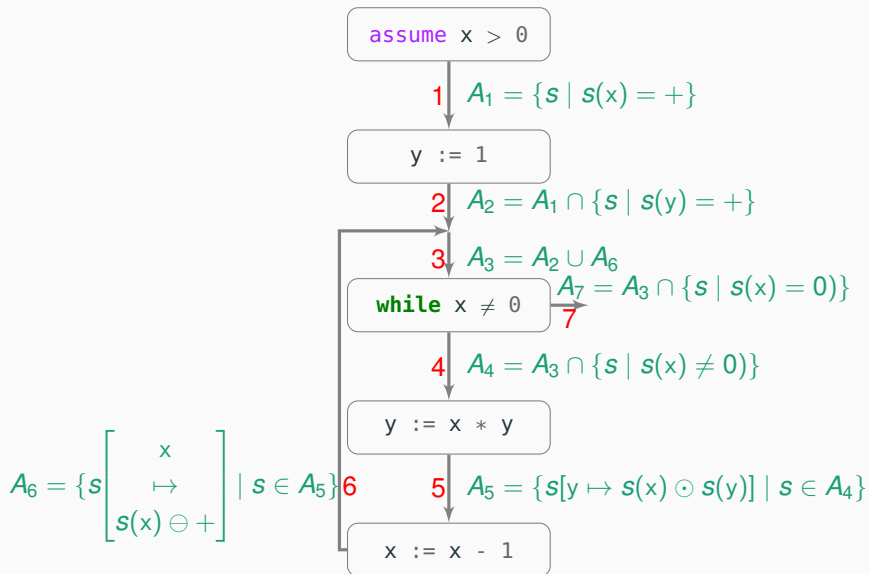 assume x > 0
1 A₁ = {s | s(x) = +}
y := 1
2 A₂ = A₁ ∩ {s | s(y) = +}
3 A₃ = A₂ ∪ A₆
while x ≠ 0
A₇ = A₃ ∩ {s | s(x) = 0)}
7
4 A₄ = A₃ ∩ {s | s(x) ≠ 0)}
y := x * y
A₆ = {s[x ↦ s(x) ⊖ +] | s ∈ A₅} 6
5 A₅ = {s[y ↦ s(x) ⊙ s(y)] | s ∈ A₄}
x := x - 1